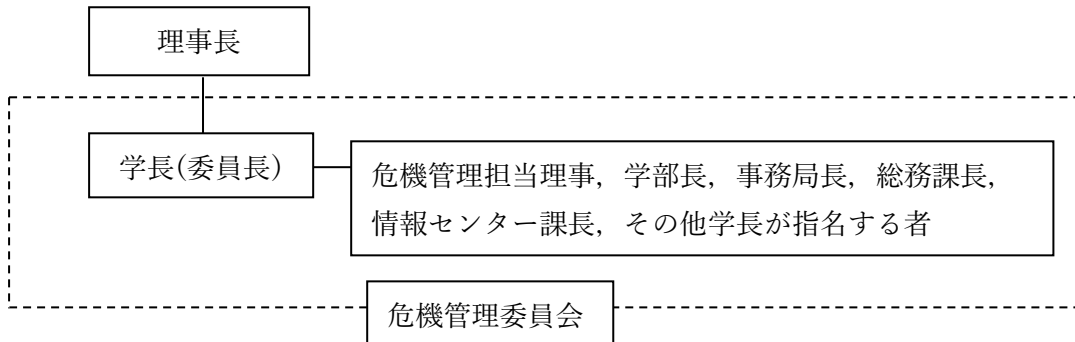 理事長
学長(委員長)
危機管理担当理事，学部長，事務局長，総務課長，
情報センター課長，その他学長が指名する者
危機管理委員会